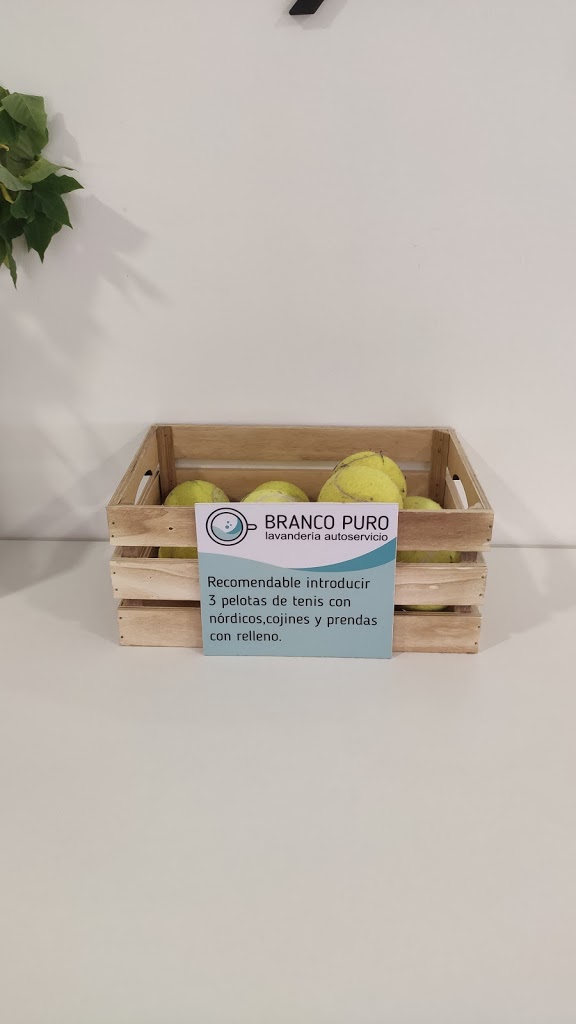 BRANCO PURO
lavandería autoservicio
Recomendable introducir
3 pelotas de tenis con
nórdicos,cojines y prendas
con relleno.